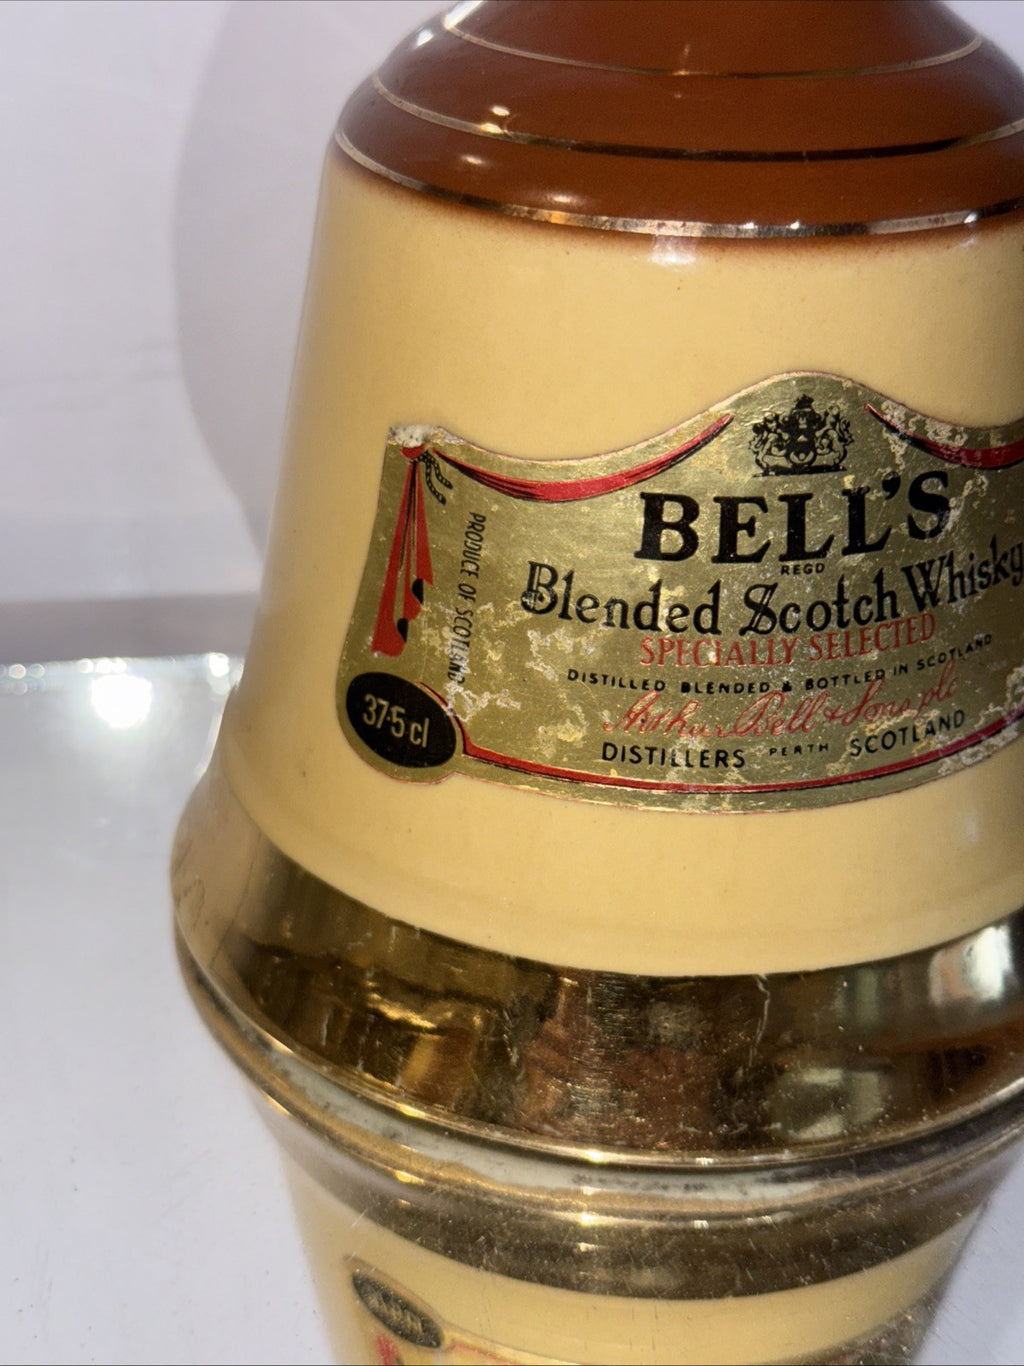 BELL'S
REGD
Blended Scotch Whisky
SPECIALLY SELECTED
DISTILLED BLENDED & BOTTLED IN SCOTLAND
Arthur Bell & Sons plc
DISTILLERS PERTH SCOTLAND
PRODUCE OF SCOTLAND
37·5 cl